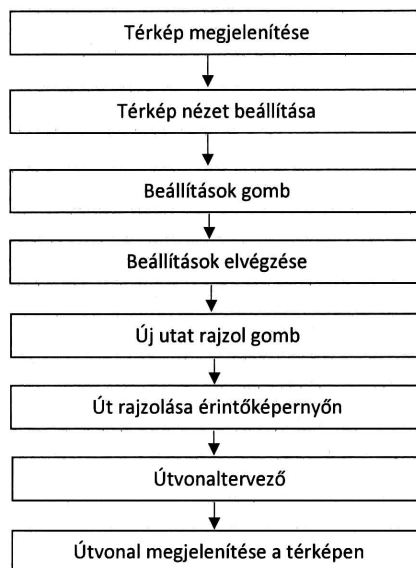 Térkép megjelenítése
Térkép nézet beállítása
Beállítások gomb
Beállítások elvégzése
Új utat rajzol gomb
Út rajzolása érintőképernyőn
Útvonaltervező
Útvonal megjelenítése a térképen